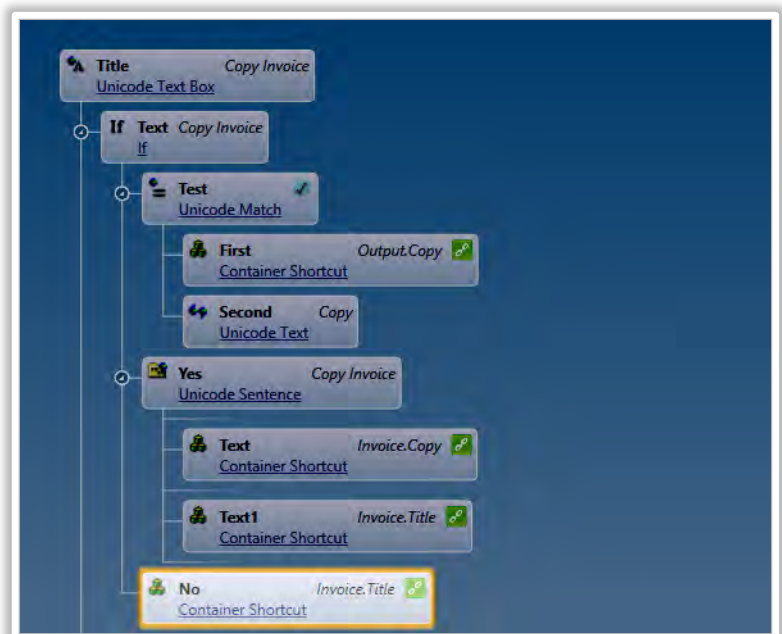 Title Copy Invoice
Unicode Text Box
If Text Copy Invoice
If
Test
Unicode Match
First Output.Copy
Container Shortcut
Second Copy
Unicode Text
Yes Copy Invoice
Unicode Sentence
Text Invoice.Copy
Container Shortcut
Text1 Invoice.Title
Container Shortcut
No Invoice.Title
Container Shortcut